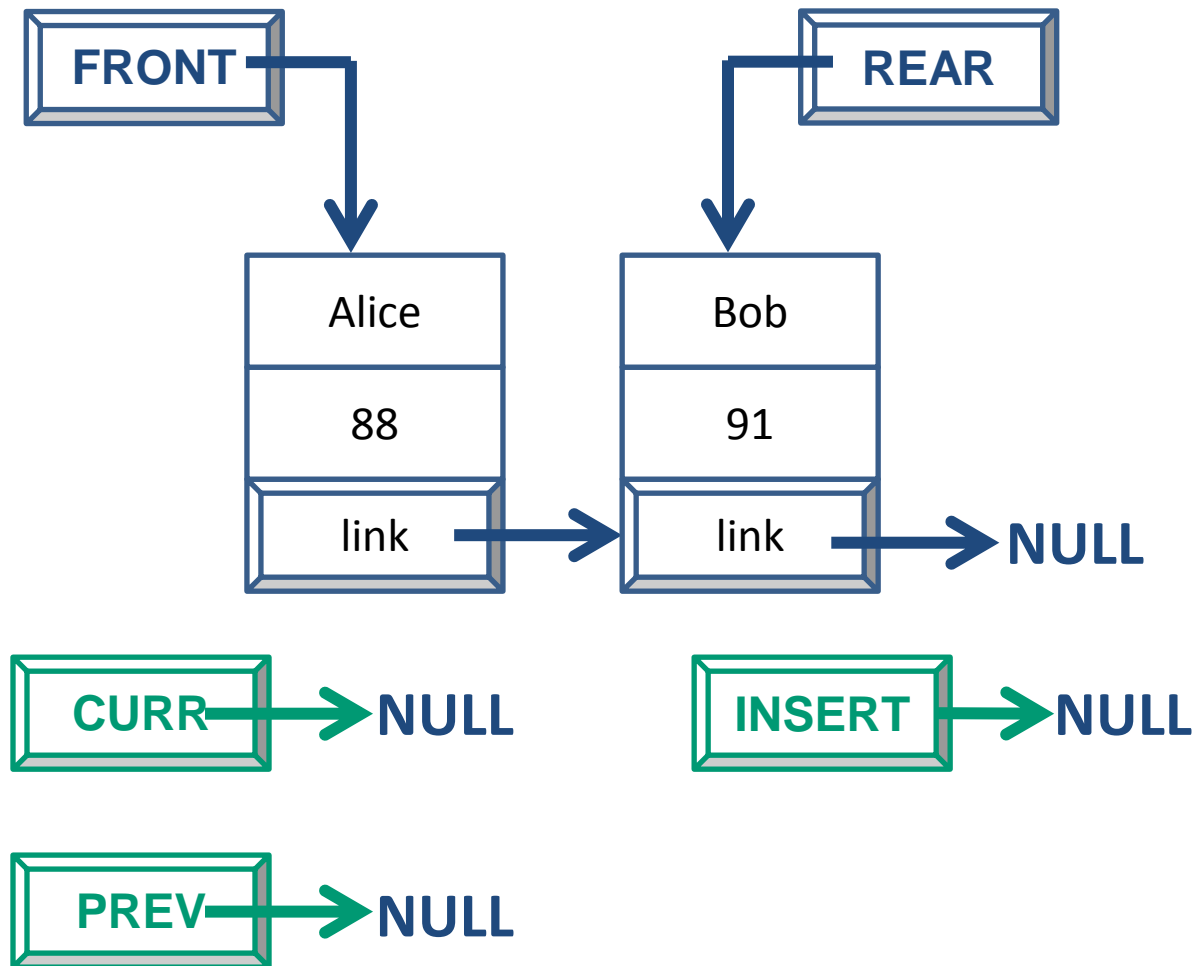 FRONT
REAR
Alice
Bob
88
91
link
link
NULL
CURR
NULL
INSERT
NULL
PREV
NULL